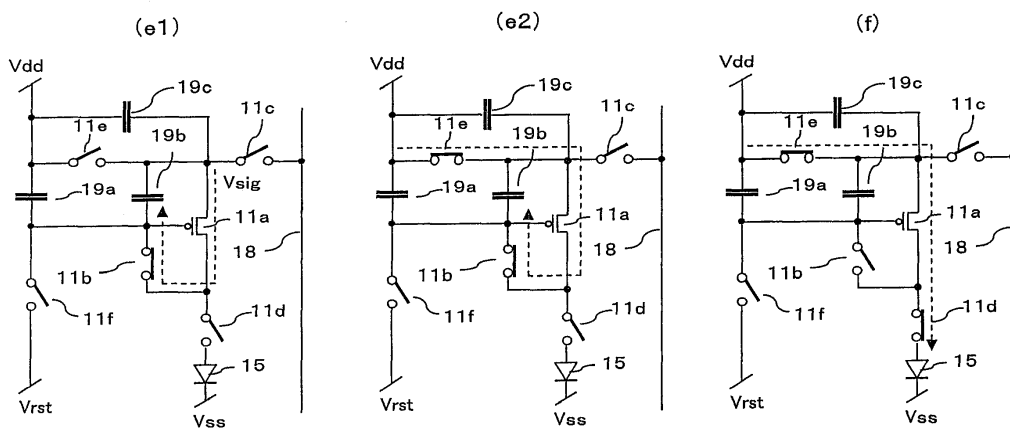 (e1)
Vdd
19c
11e
19b
11c
19a
Vsig
11a
11b
18
11f
11d
15
Vrst
Vss
(e2)
Vdd
19c
11e
19b
11c
19a
11a
11b
18
11f
11d
15
Vrst
Vss
(f)
Vdd
19c
11e
19b
11c
19a
11a
11b
18
11f
11d
15
Vrst
Vss